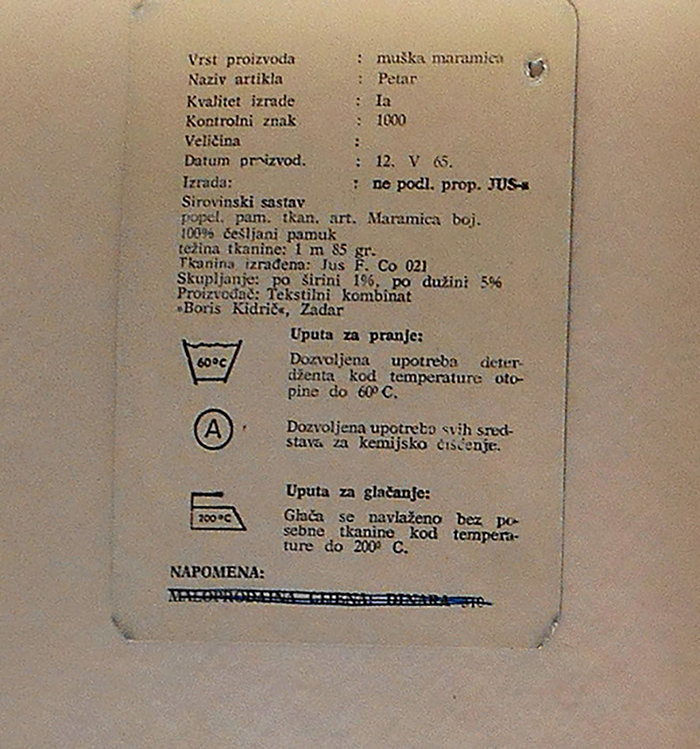 Vrst proizvoda : muška maramica
Naziv artikla : Petar
Kvalitet izrade : Ia
Kontrolni znak : 1000
Veličina :
Datum proizvod. : 12. V 65.
Izrada: : ne podl. prop. JUS-a
Sirovinski sastav
popel. pam. tkan. art. Maramica boj.
100% češljani pamuk
težina tkanine: 1 m 85 gr.
Tkanina izrađena: Jus F. Co 021
Skupljanje: po širini 1%, po dužini 5%
Proizvođač: Tekstilni kombinat
»Boris Kidrič«, Zadar
Uputa za pranje:
60°C
Dozvoljena upotreba deter-
dženta kod temperature oto-
pine do 60° C.
A
Dozvoljena upotreba svih sred-
stava za kemijsko čišćenje.
Uputa za glačanje:
200°C
Glača se navlaženo bez po-
sebne tkanine kod tempera-
ture do 200° C.
NAPOMENA:
MALOPRODAJNA CIJENA: DINARA